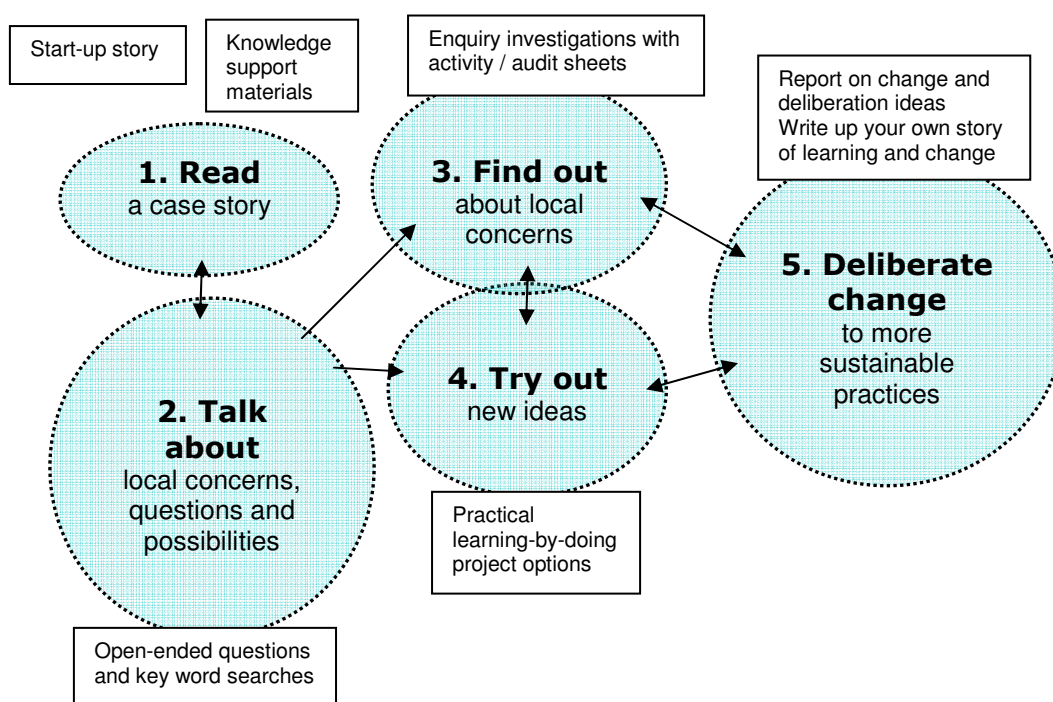 Start-up story
Knowledge
support
materials
Enquiry investigations with
activity / audit sheets
Report on change and
deliberation ideas
Write up your own story
of learning and change
1. Read
a case story
3. Find out
about local
concerns
5. Deliberate
change
to more
sustainable
practices
4. Try out
new ideas
2. Talk
about
local concerns,
questions and
possibilities
Practical
learning-by-doing
project options
Open-ended questions
and key word searches